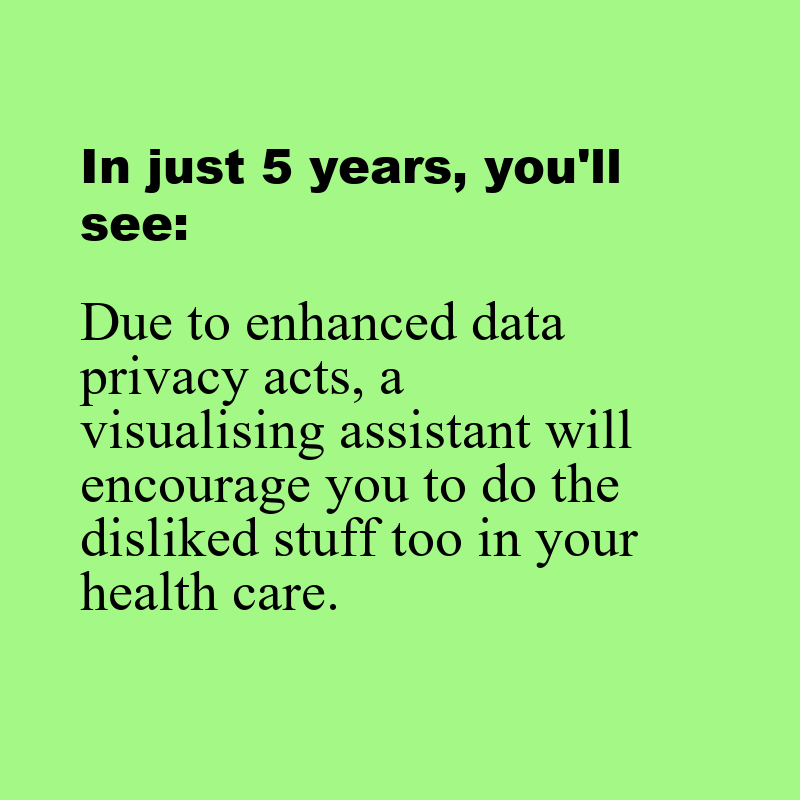 In just 5 years, you'll
see:
Due to enhanced data
privacy acts, a
visualising assistant will
encourage you to do the
disliked stuff too in your
health care.